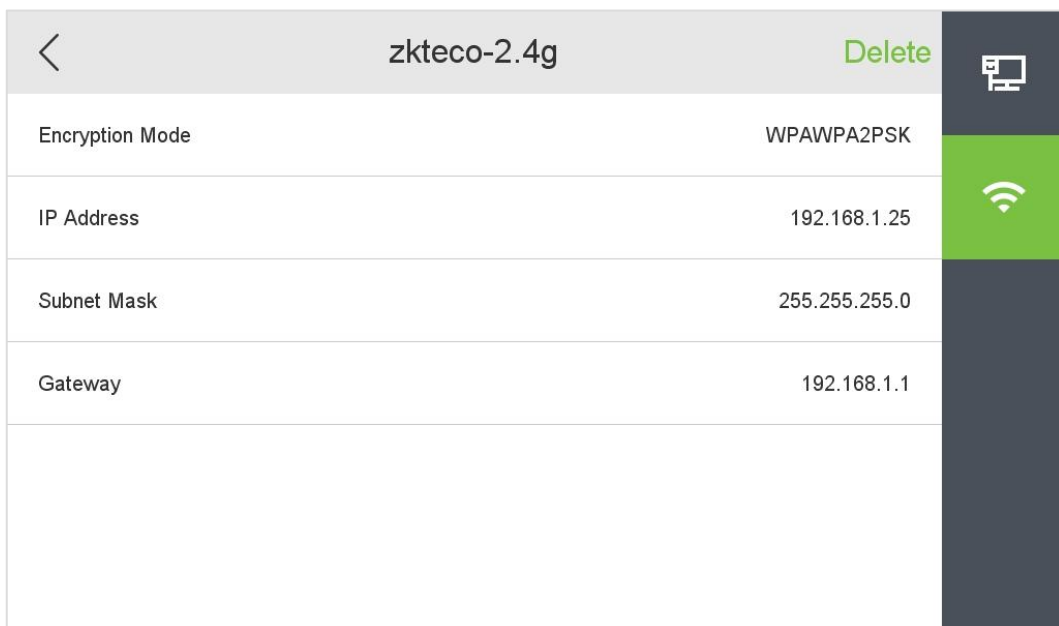 zkteco-2.4g Delete
Encryption Mode WPAWPA2PSK
IP Address 192.168.1.25
Subnet Mask 255.255.255.0
Gateway 192.168.1.1